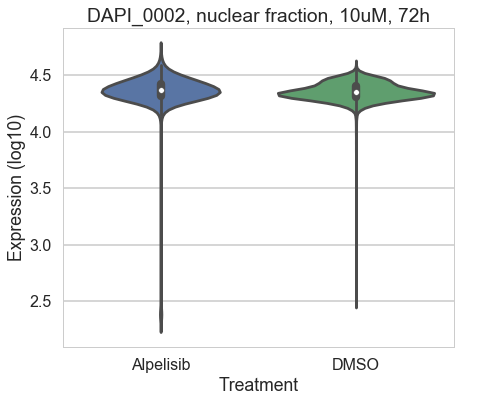 DAPI_0002, nuclear fraction, 10uM, 72h
Expression (log10)
4.5
4.0
3.5
3.0
2.5
Alpelisib
DMSO
Treatment